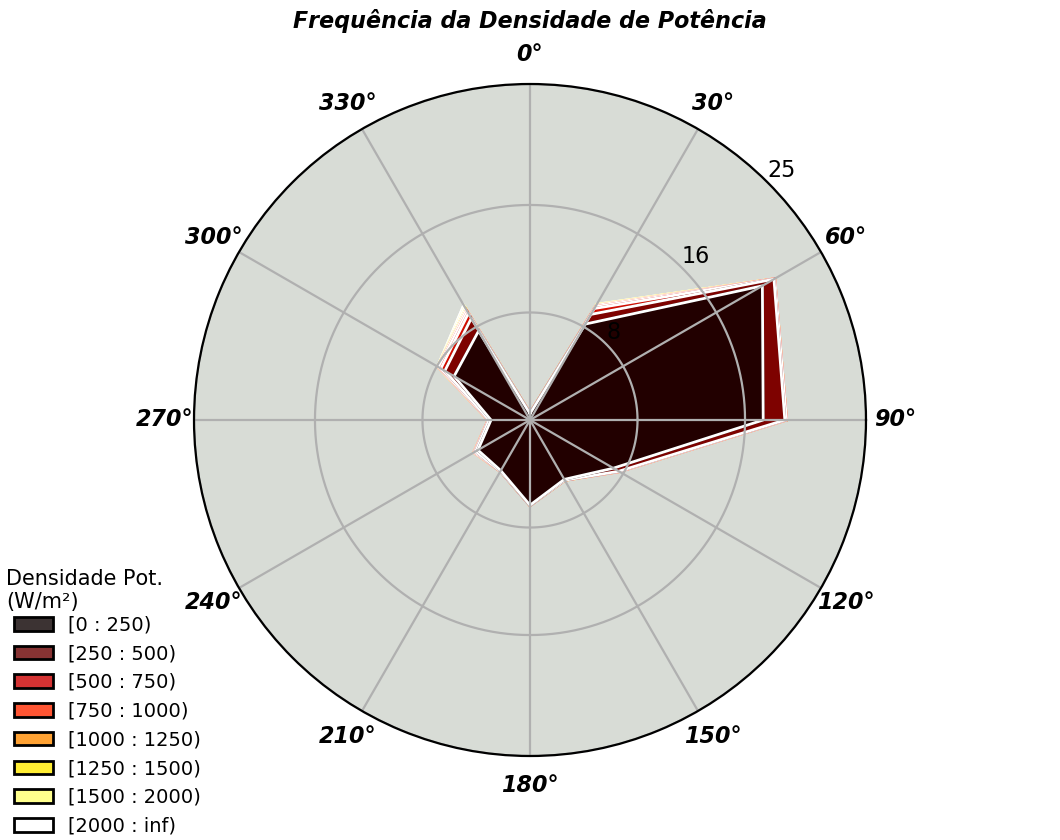 Frequência da Densidade de Potência
0°
330°
30°
25
300°
60°
16
8
270°
90°
240°
120°
210°
150°
180°
Densidade Pot.
(W/m²)
[0 : 250)
[250 : 500)
[500 : 750)
[750 : 1000)
[1000 : 1250)
[1250 : 1500)
[1500 : 2000)
[2000 : inf)